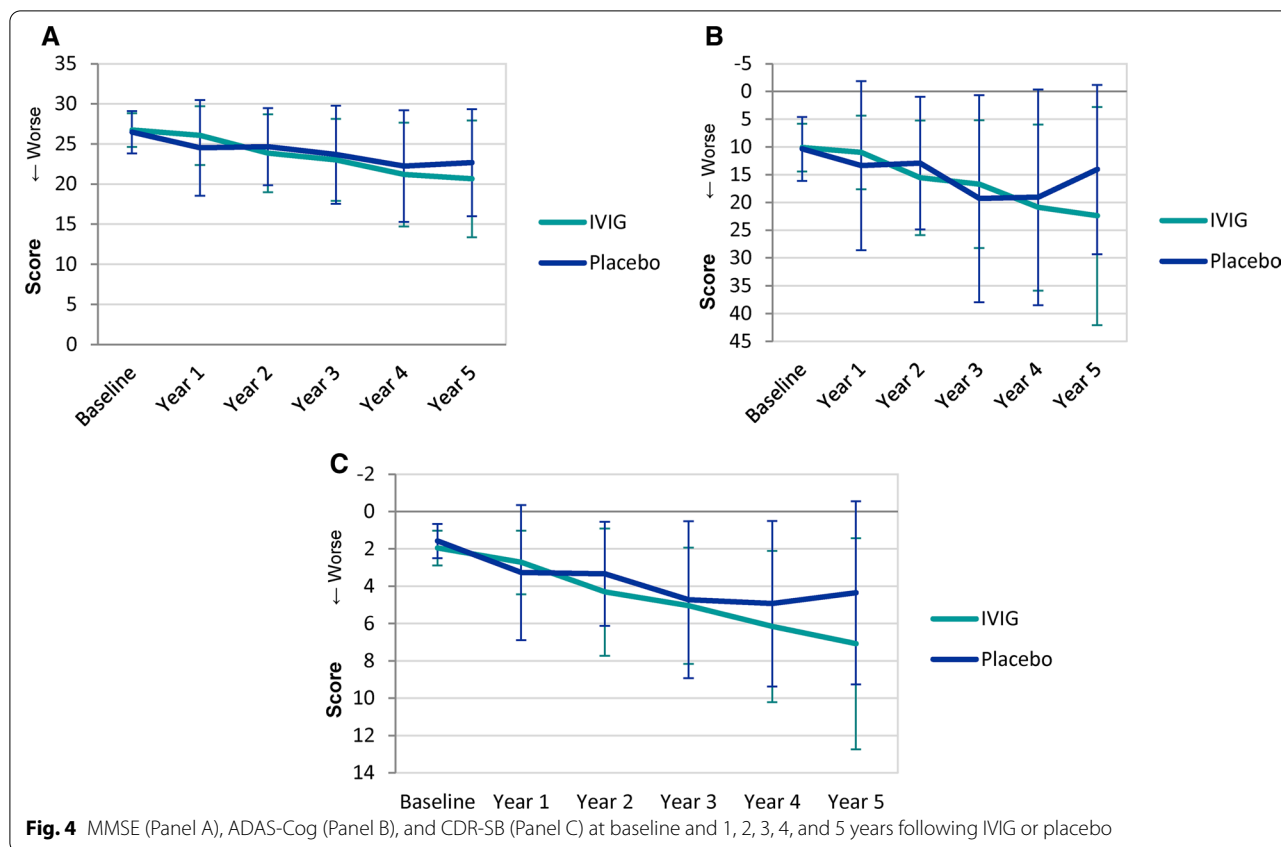 A
35
30
25
20
15
10
5
0
← Worse
Score
Baseline
Year 1
Year 2
Year 3
Year 4
Year 5
IVIG
Placebo
B
-5
0
5
10
15
20
25
30
35
40
45
← Worse
Score
Baseline
Year 1
Year 2
Year 3
Year 4
Year 5
IVIG
Placebo
C
-2
0
2
4
6
8
10
12
14
← Worse
Score
Baseline Year 1 Year 2 Year 3 Year 4 Year 5
IVIG
Placebo
Fig. 4 MMSE (Panel A), ADAS-Cog (Panel B), and CDR-SB (Panel C) at baseline and 1, 2, 3, 4, and 5 years following IVIG or placebo